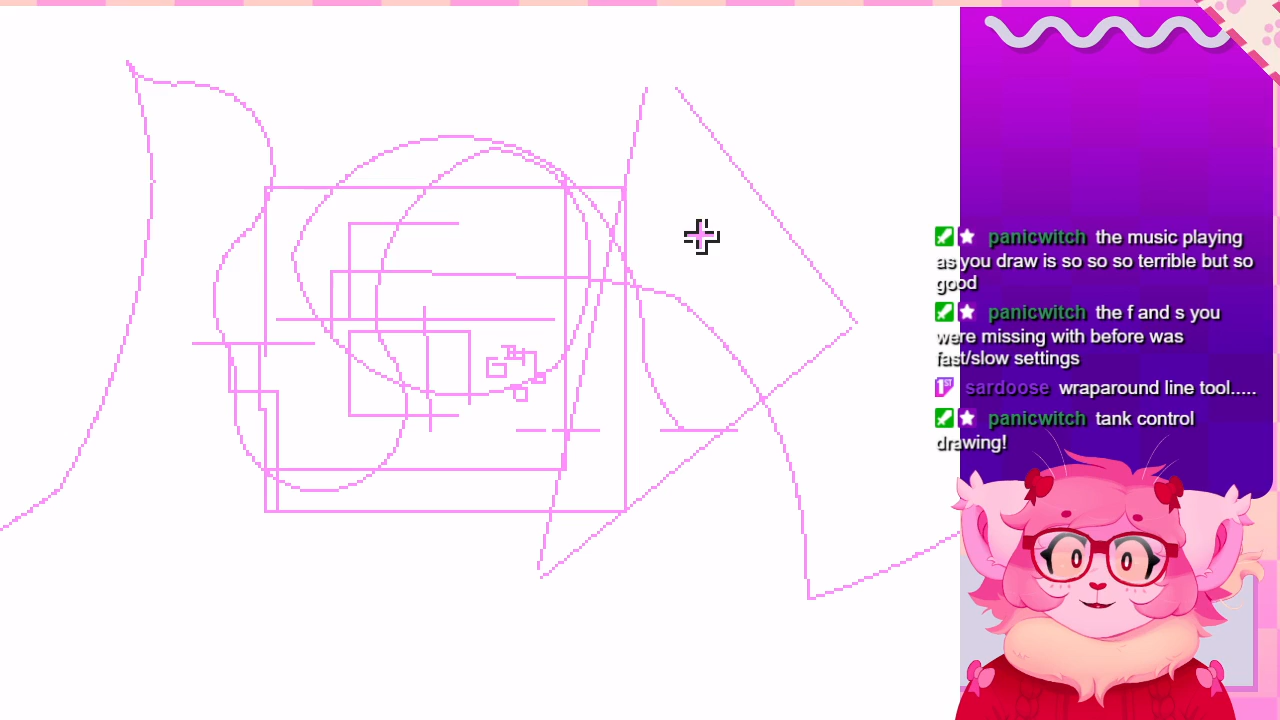 panicwitch the music playing
as you draw is so so so terrible but so
good
panicwitch the f and s you
were missing with before was
fast/slow settings
1ST sardoose wraparound line tool.....
panicwitch tank control
drawing!